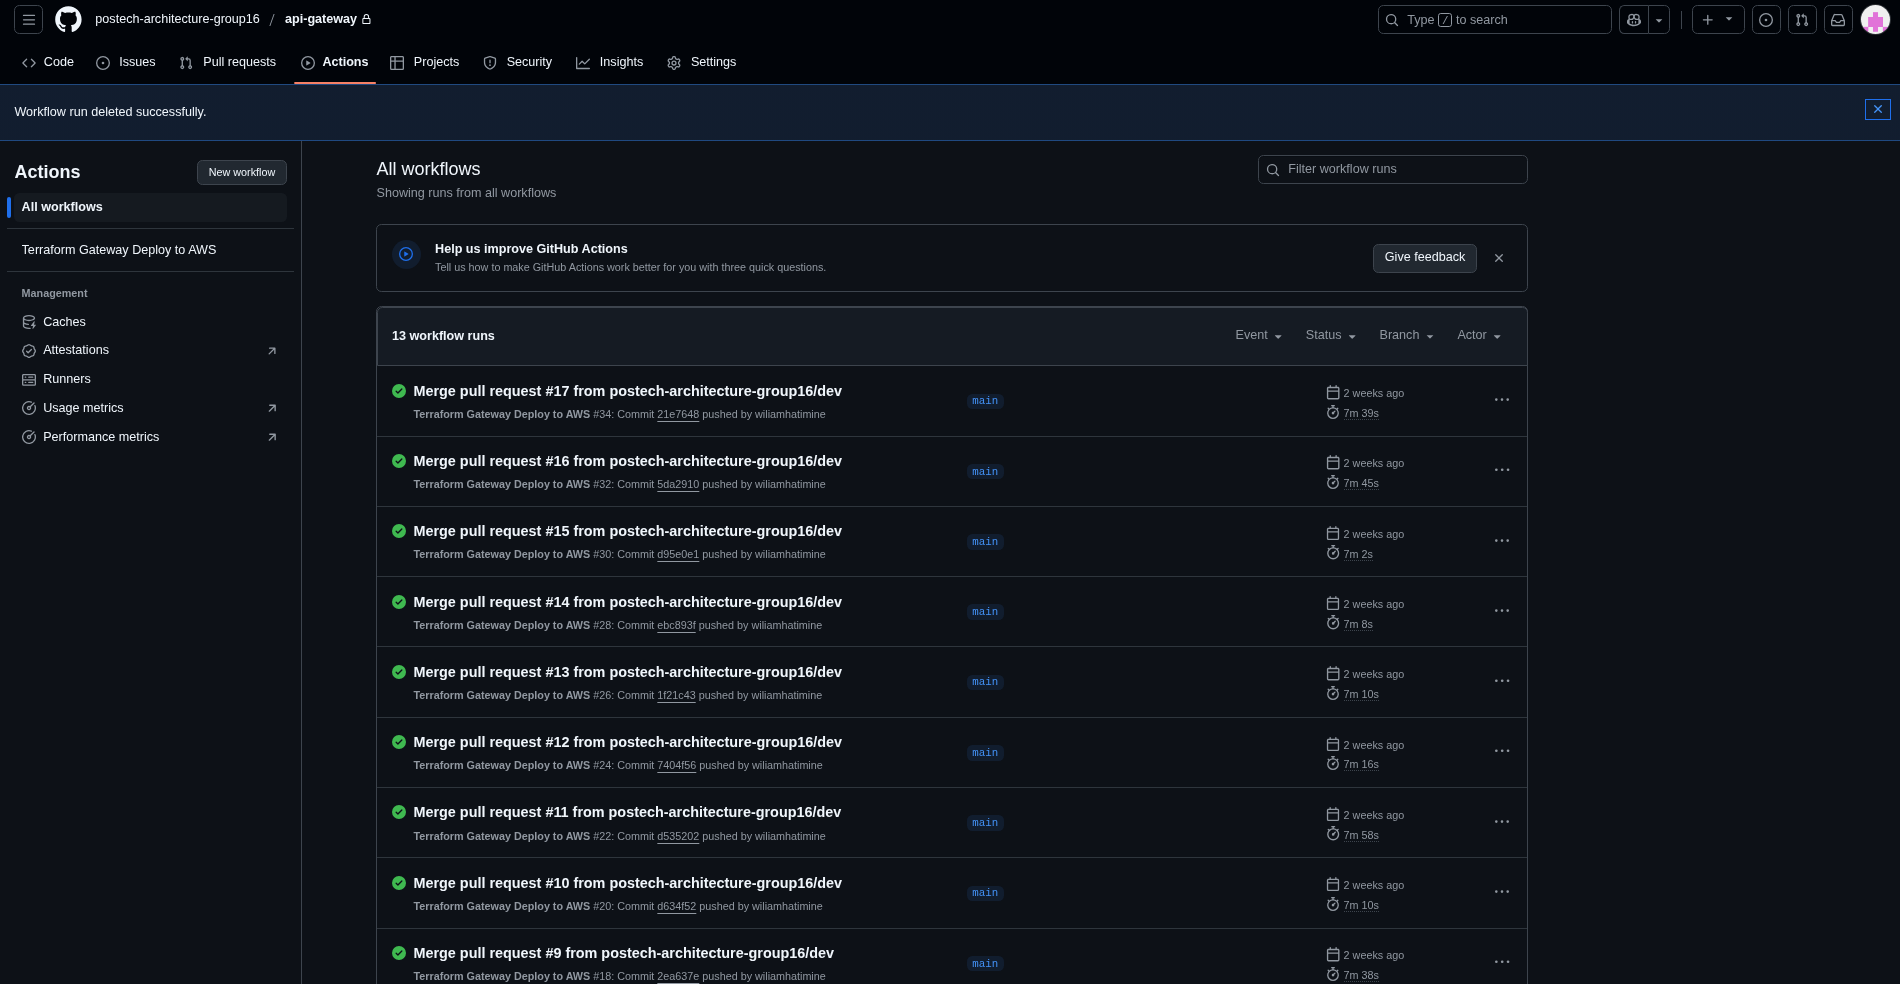 postech-architecture-group16 / api-gateway
Type / to search
Code Issues Pull requests Actions Projects Security Insights Settings
Workflow run deleted successfully.
Actions
New workflow
All workflows
Terraform Gateway Deploy to AWS
Management
Caches
Attestations
Runners
Usage metrics
Performance metrics
All workflows
Showing runs from all workflows
Filter workflow runs
Help us improve GitHub Actions
Tell us how to make GitHub Actions work better for you with three quick questions.
Give feedback
13 workflow runs
Event Status Branch Actor
Merge pull request #17 from postech-architecture-group16/dev
Terraform Gateway Deploy to AWS #34: Commit 21e7648 pushed by wiliamhatimine
main
2 weeks ago
7m 39s
Merge pull request #16 from postech-architecture-group16/dev
Terraform Gateway Deploy to AWS #32: Commit 5da2910 pushed by wiliamhatimine
main
2 weeks ago
7m 45s
Merge pull request #15 from postech-architecture-group16/dev
Terraform Gateway Deploy to AWS #30: Commit d95e0e1 pushed by wiliamhatimine
main
2 weeks ago
7m 2s
Merge pull request #14 from postech-architecture-group16/dev
Terraform Gateway Deploy to AWS #28: Commit ebc893f pushed by wiliamhatimine
main
2 weeks ago
7m 8s
Merge pull request #13 from postech-architecture-group16/dev
Terraform Gateway Deploy to AWS #26: Commit 1f21c43 pushed by wiliamhatimine
main
2 weeks ago
7m 10s
Merge pull request #12 from postech-architecture-group16/dev
Terraform Gateway Deploy to AWS #24: Commit 7404f56 pushed by wiliamhatimine
main
2 weeks ago
7m 16s
Merge pull request #11 from postech-architecture-group16/dev
Terraform Gateway Deploy to AWS #22: Commit d535202 pushed by wiliamhatimine
main
2 weeks ago
7m 58s
Merge pull request #10 from postech-architecture-group16/dev
Terraform Gateway Deploy to AWS #20: Commit d634f52 pushed by wiliamhatimine
main
2 weeks ago
7m 10s
Merge pull request #9 from postech-architecture-group16/dev
Terraform Gateway Deploy to AWS #18: Commit 2ea637e pushed by wiliamhatimine
main
2 weeks ago
7m 38s